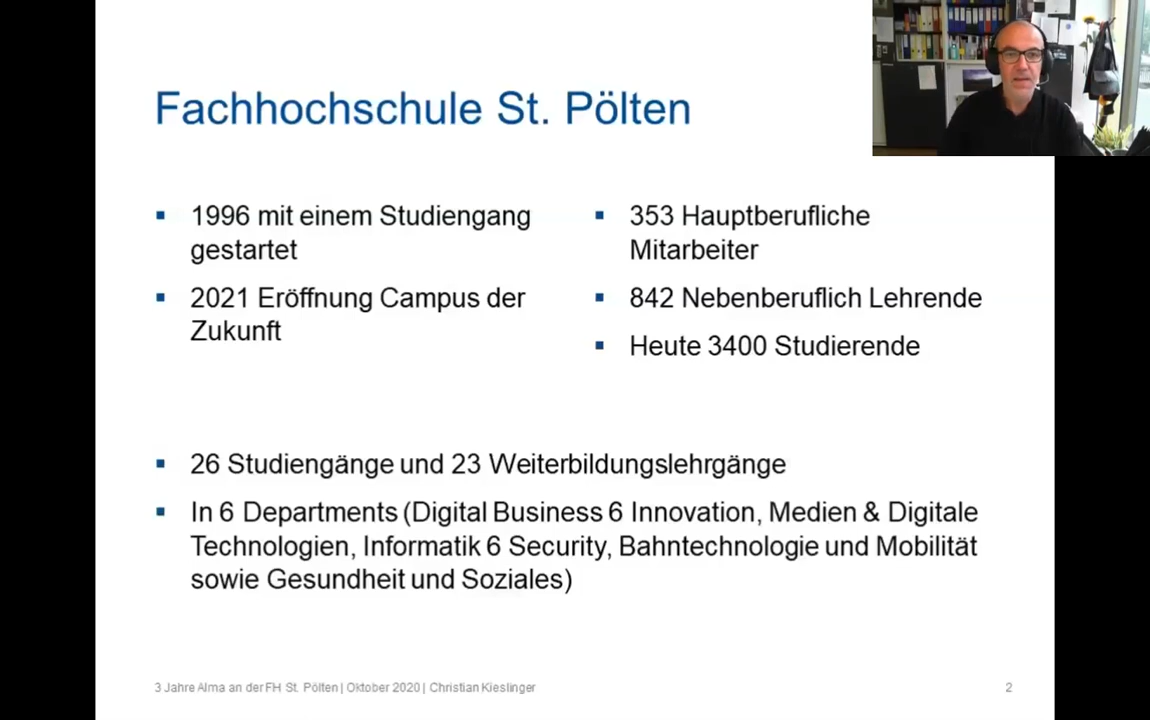 Fachhochschule St. Pölten
1996 mit einem Studiengang
gestartet
2021 Eröffnung Campus der
Zukunft
353 Hauptberufliche
Mitarbeiter
842 Nebenberuflich Lehrende
Heute 3400 Studierende
26 Studiengänge und 23 Weiterbildungslehrgänge
In 6 Departments (Digital Business 6 Innovation, Medien & Digitale
Technologien, Informatik 6 Security, Bahntechnologie und Mobilität
sowie Gesundheit und Soziales)
3 Jahre Alma an der FH St. Pölten | Oktober 2020 | Christian Kieslinger
2